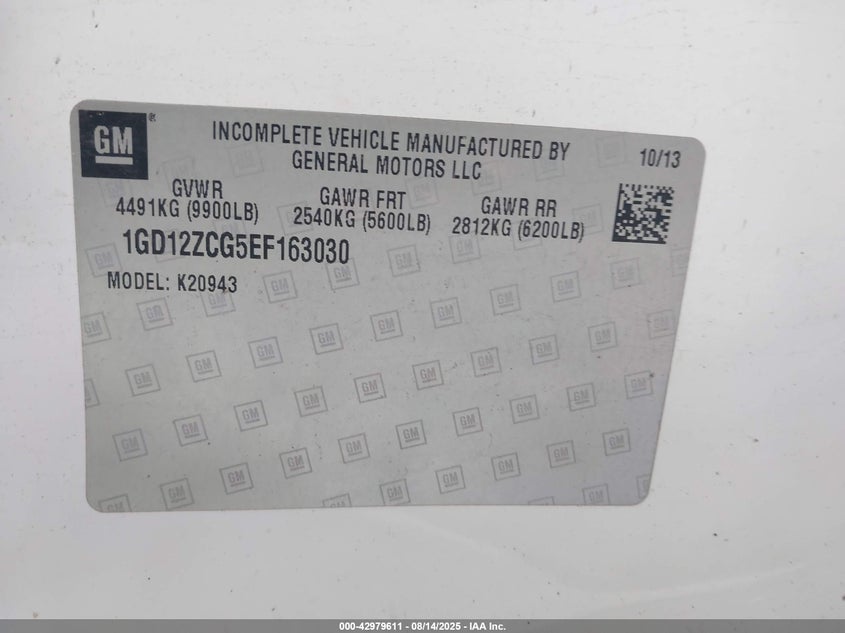 GM
INCOMPLETE VEHICLE MANUFACTURED BY
GENERAL MOTORS LLC
10/13
GVWR
4491KG (9900LB)
GAWR FRT
2540KG (5600LB)
GAWR RR
2812KG (6200LB)
1GD12ZCG5EF163030
MODEL: K20943
000-42979611 - 08/14/2025 - IAA Inc.